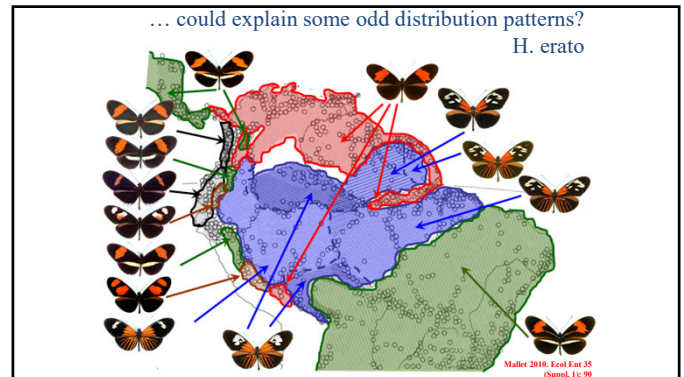 … could explain some odd distribution patterns?
H. erato
Mallet 2010. Ecol Ent 35
(Suppl. 1): 90